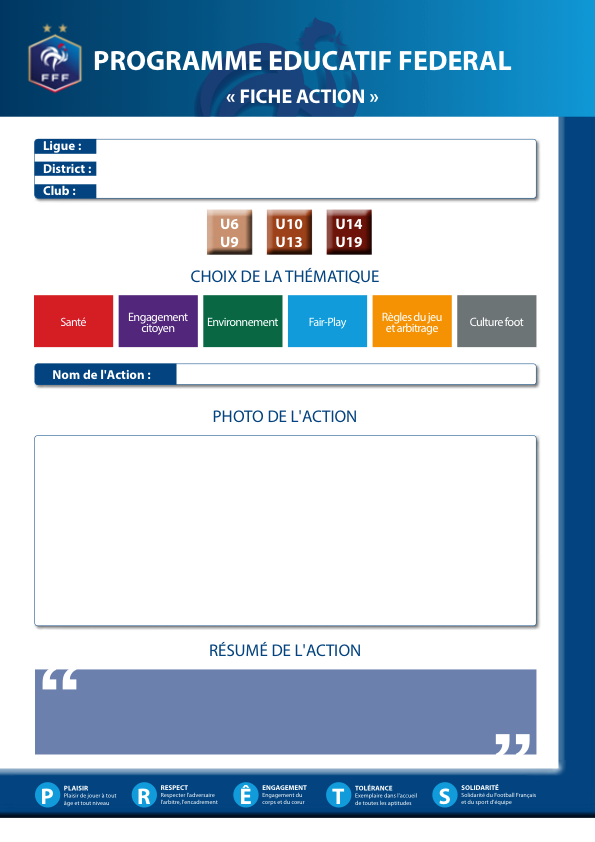 FFF
PROGRAMME EDUCATIF FEDERAL
« FICHE ACTION »
Ligue :
District :
Club :
U6 U10 U14
U9 U13 U19
CHOIX DE LA THÉMATIQUE
Santé
Engagement
citoyen
Environnement
Fair-Play
Règles du jeu
et arbitrage
Culture foot
Nom de l'Action :
PHOTO DE L'ACTION
RÉSUMÉ DE L'ACTION
“
”
P
PLAISIR
Plaisir de jouer à tout
âge et tout niveau
R
RESPECT
Respecter l'adversaire
l'arbitre, l'encadrement
Ê
ENGAGEMENT
Engagement du
corps et du cœur
T
TOLÉRANCE
Exemplaire dans l'accueil
de toutes les aptitudes
S
SOLIDARITÉ
Solidarité du Football Français
et du sport d'équipe